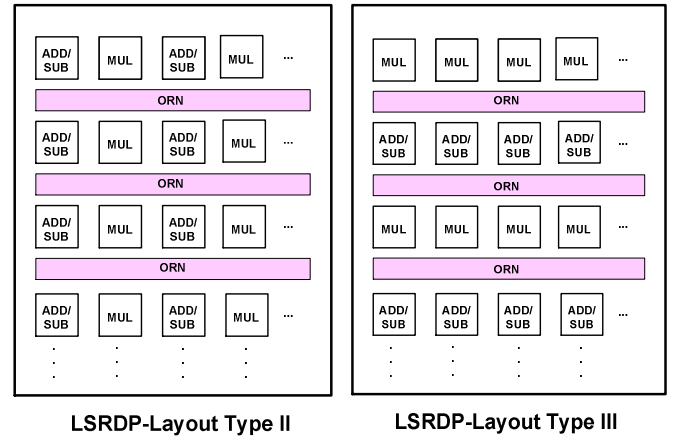 ADD/ SUB MUL ADD/ SUB MUL ...
ORN
ADD/ SUB MUL ADD/ SUB MUL ...
ORN
ADD/ SUB MUL ADD/ SUB MUL ...
ORN
ADD/ SUB MUL ADD/ SUB MUL ...
LSRDP-Layout Type II
MUL MUL MUL MUL ...
ORN
ADD/ SUB ADD/ SUB ADD/ SUB ADD/ SUB ...
ORN
MUL MUL MUL MUL ...
ORN
ADD/ SUB ADD/ SUB ADD/ SUB ADD/ SUB ...
LSRDP-Layout Type III